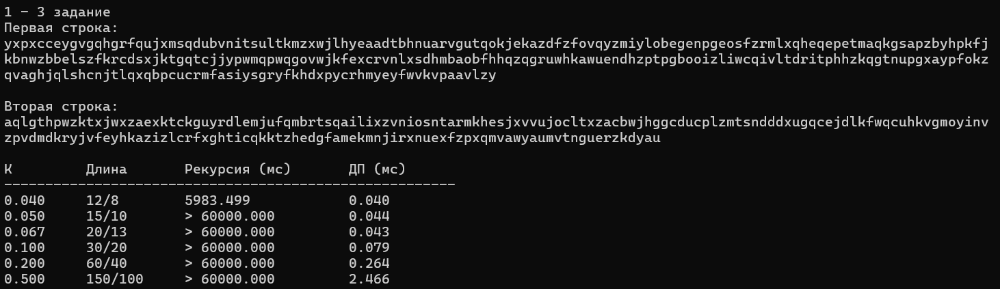 1 - 3 задание
Первая строка:
yxpxcceygvgqhgrfqujxmsqdubvnitsultkmzxwjlhyeaadtbhnuarvgutqokjekazdfzfovqyzmiylobegenpgeosfzrmlxqheqepetmaqkgsapzbyhpkfj
kbnwzbbelszfkrcdsxjktgqtcjjypwmqpwqgovwjkfexcrvnlxsdhmbaobfhhqzqgruwhkawuendhzptpgbooizliwcqivltdritphhzkqgtnupgxaypfokz
qvaghjqlshcnjtlqxqbpcucrmfasiysgryfkhdxpycrhmyeyfwvkvpaavlzy
Вторая строка:
aqlgthpwzktxjwxzaexktckguyrdlemjufqmbrtsqailixzvniosntarmkhesjxvvujocltxzacbwjhggcducplzmtsndddxugqcejdlkfwqcuhkvgmoyinv
zpvdmdkryjvfeyhkazizlcrfxghticqkktzhedgfamekmnjirxnuexfzpxqmvawyaumvtnguerzkdyau
К Длина Рекурсия (мс) ДП (мс)
-------------------------------------------------------
0.040 12/8 5983.499 0.040
0.050 15/10 > 60000.000 0.044
0.067 20/13 > 60000.000 0.043
0.100 30/20 > 60000.000 0.079
0.200 60/40 > 60000.000 0.264
0.500 150/100 > 60000.000 2.466